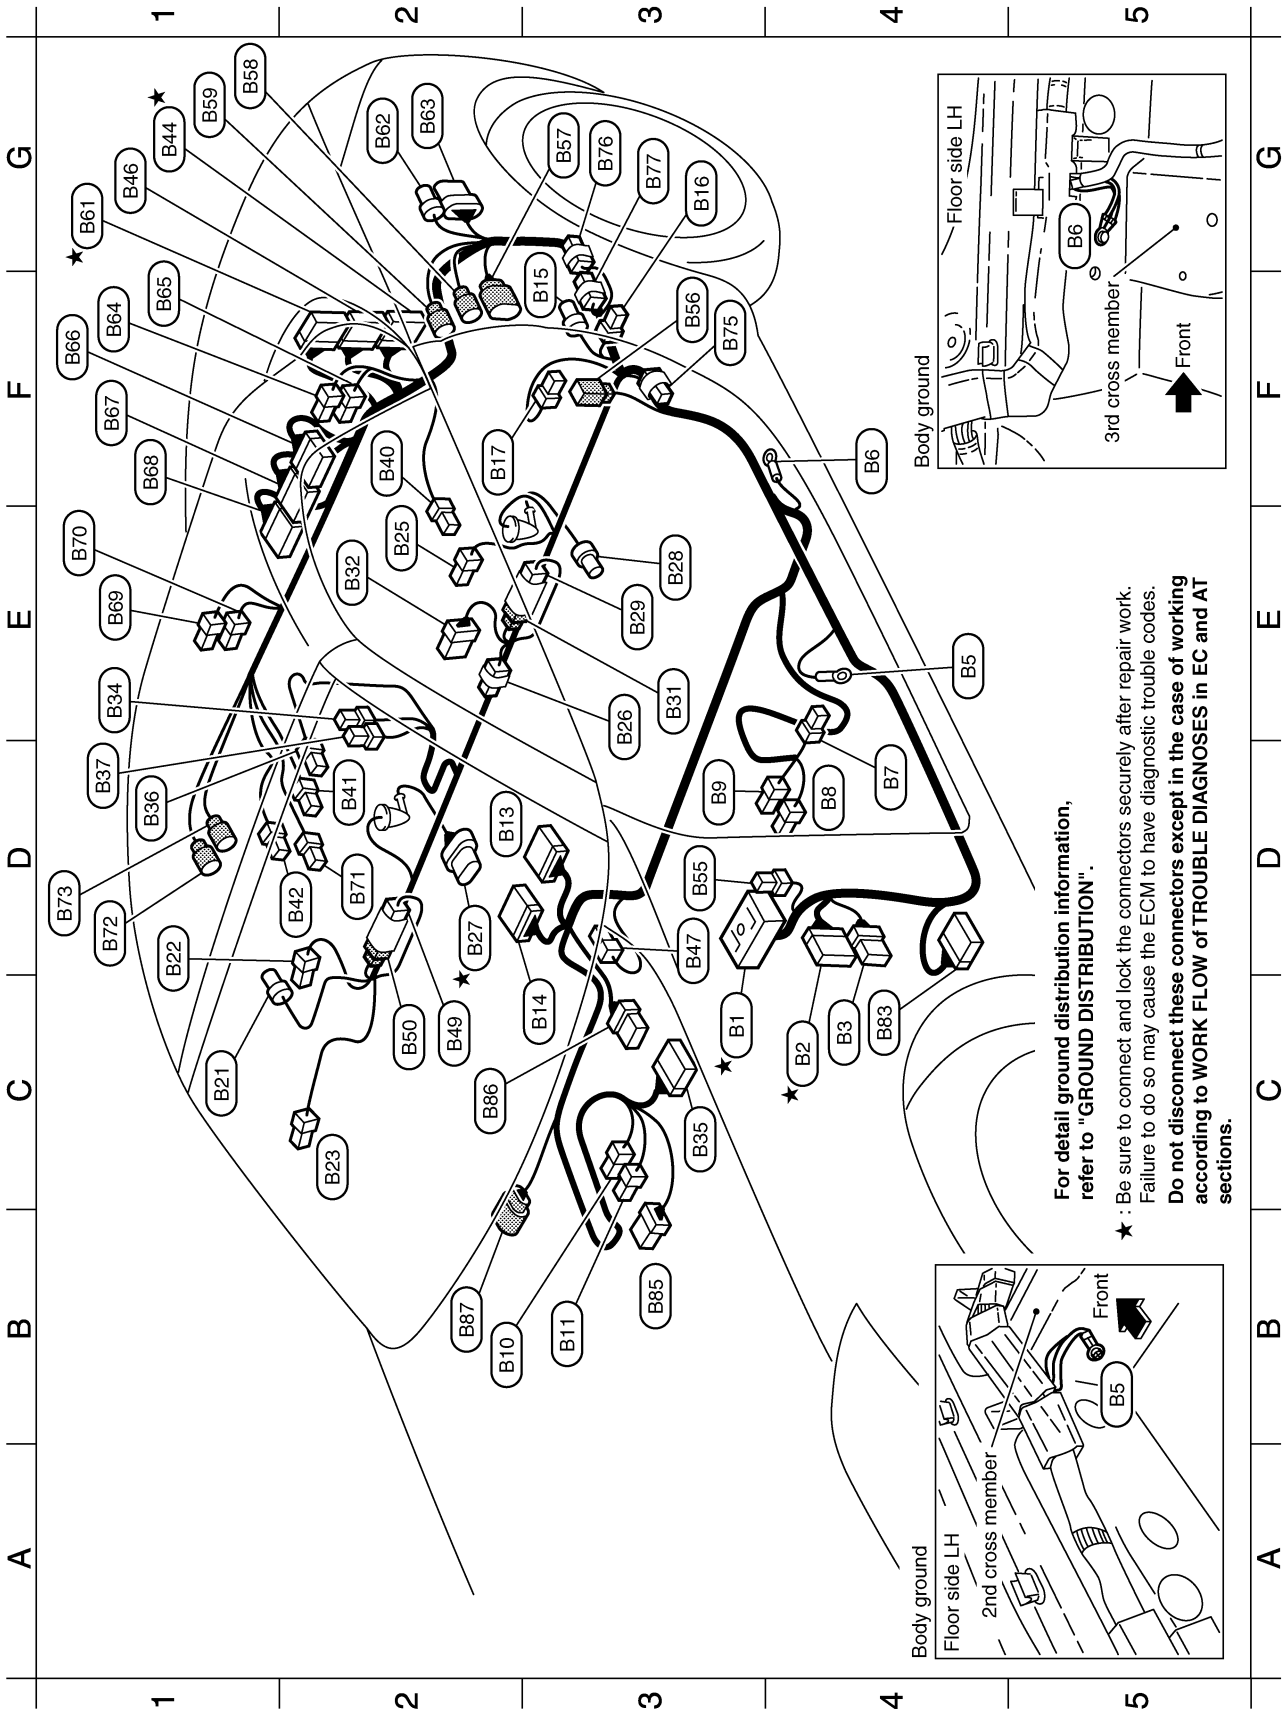 1
2
3
4
5
G
F
E
D
C
B
A
B58
B59
★
B44
B46
B61
★
B65
B64
B66
B67
B68
B70
B69
B34
B37
B36
B73
B72
B22
B21
B23
B62
B63
B57
B76
B77
B16
B15
B56
B75
B17
B40
B25
B32
B28
B29
B31
B26
B41
B42
B71
B13
B27
★
B14
B50
B49
B47
B86
B35
B87
B10
B11
B85
B6
B5
B7
B9
B8
B55
B1
★
B2
★
B3
B83
Body ground
Floor side LH
B6
3rd cross member
Front
For detail ground distribution information,
refer to "GROUND DISTRIBUTION".
★ : Be sure to connect and lock the connectors securely after repair work.
Failure to do so may cause the ECM to have diagnostic trouble codes.
Do not disconnect these connectors except in the case of working
according to WORK FLOW of TROUBLE DIAGNOSES in EC and AT
sections.
Body ground
Floor side LH
2nd cross member
B5
Front
1
2
3
4
5
G
F
E
D
C
B
A